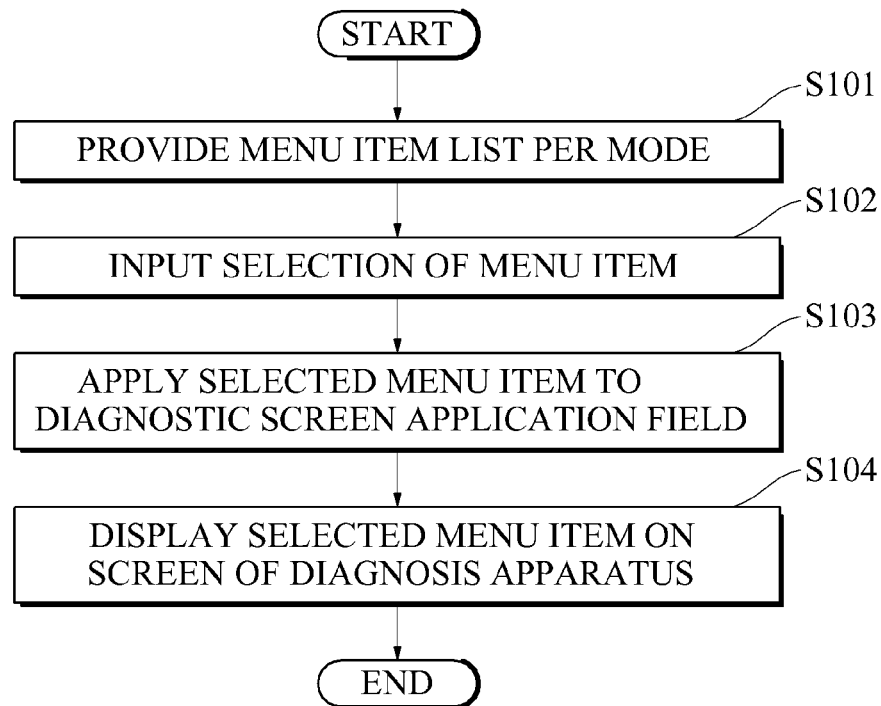 START
S101
PROVIDE MENU ITEM LIST PER MODE
S102
INPUT SELECTION OF MENU ITEM
S103
APPLY SELECTED MENU ITEM TO
DIAGNOSTIC SCREEN APPLICATION FIELD
S104
DISPLAY SELECTED MENU ITEM ON
SCREEN OF DIAGNOSIS APPARATUS
END